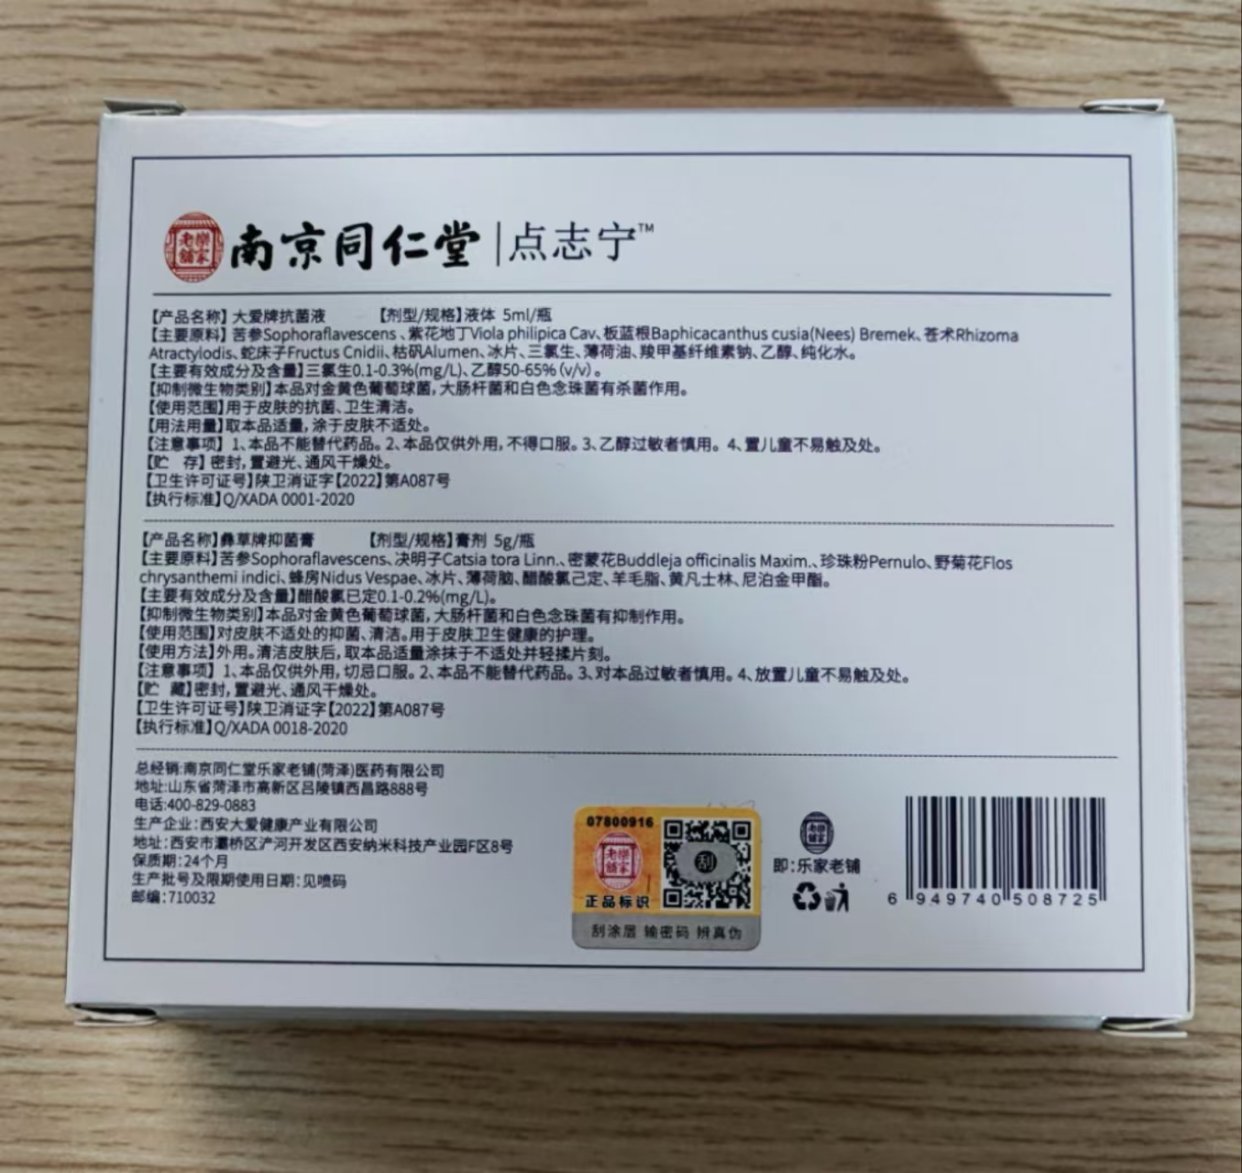 老樂
舖家
南京同仁堂|点志宁™
【产品名称】大爱牌抗菌液 【剂型/规格】液体 5ml/瓶
【主要原料】苦参Sophoraflavescens、紫花地丁Viola philipica Cav、板蓝根Baphicacanthus cusia(Nees) Bremek、苍术Rhizoma
Atractylodis、蛇床子Fructus Cnidii、枯矾Alumen、冰片、三氯生、薄荷油、羧甲基纤维素钠、乙醇、纯化水。
【主要有效成分及含量】三氯生0.1-0.3%(mg/L)、乙醇50-65%(v/v)。
【抑制微生物类别】本品对金黄色葡萄球菌,大肠杆菌和白色念珠菌有杀菌作用。
【使用范围】用于皮肤的抗菌、卫生清洁。
【用法用量】取本品适量,涂于皮肤不适处。
【注意事项】1、本品不能替代药品。2、本品仅供外用,不得口服。3、乙醇过敏者慎用。4、置儿童不易触及处。
【贮 存】密封,置避光、通风干燥处。
【卫生许可证号】陕卫消证字【2022】第A087号
【执行标准】Q/XADA 0001-2020
【产品名称】彝草牌抑菌膏 【剂型/规格】膏剂 5g/瓶
【主要原料】苦参Sophoraflavescens、决明子Catsia tora Linn.、密蒙花Buddleja officinalis Maxim.、珍珠粉Pernulo、野菊花Flos
chrysanthemi indici、蜂房Nidus Vespae、冰片、薄荷脑、醋酸氯己定、羊毛脂、黄凡士林、尼泊金甲酯。
【主要有效成分及含量】醋酸氯已定0.1-0.2%(mg/L)。
【抑制微生物类别】本品对金黄色葡萄球菌,大肠杆菌和白色念珠菌有抑制作用。
【使用范围】对皮肤不适处的抑菌、清洁。用于皮肤卫生健康的护理。
【使用方法】外用。清洁皮肤后,取本品适量涂抹于不适处并轻揉片刻。
【注意事项】1、本品仅供外用,切忌口服。2、本品不能替代药品。3、对本品过敏者慎用。4、放置儿童不易触及处。
【贮 藏】密封,置避光、通风干燥处。
【卫生许可证号】陕卫消证字【2022】第A087号
【执行标准】Q/XADA 0018-2020
总经销:南京同仁堂乐家老铺(菏泽)医药有限公司
地址:山东省菏泽市高新区吕陵镇西昌路888号
电话:400-829-0883
生产企业:西安大爱健康产业有限公司
地址:西安市灞桥区浐河开发区西安纳米科技产业园F区8号
保质期:24个月
生产批号及限期使用日期:见喷码
邮编:710032
07800916
老樂
舖家
刮
正品标识
刮涂层 输密码 辨真伪
老樂
舖家
即:乐家老铺
6 949740 508725